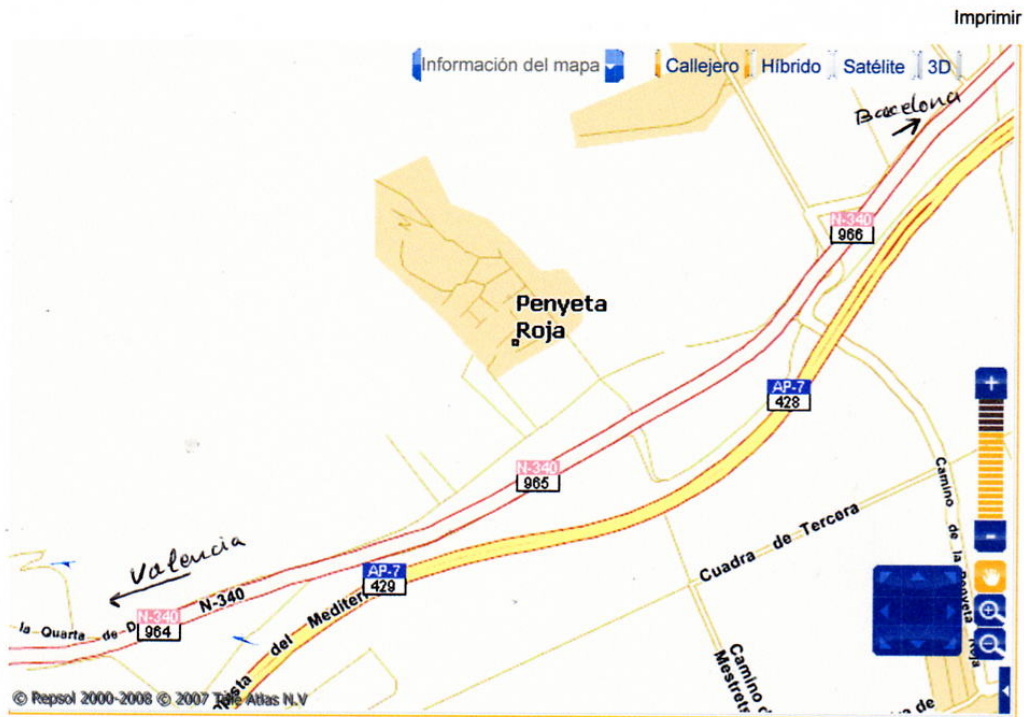 Imprimir
Información del mapa
Callejero Híbrido Satélite 3D
Barcelona
N-340
966
Penyeta
Roja
AP-7
428
N-340
965
Camino de la Penyeta Roja
Cuadra de Tercera
Valencia
AP-7
429
N-340
N-340
964
la Quarta de D
del Mediterr
Camino
Mestrets
© Repsol 2000-2008 © 2007 Tele Atlas N.V